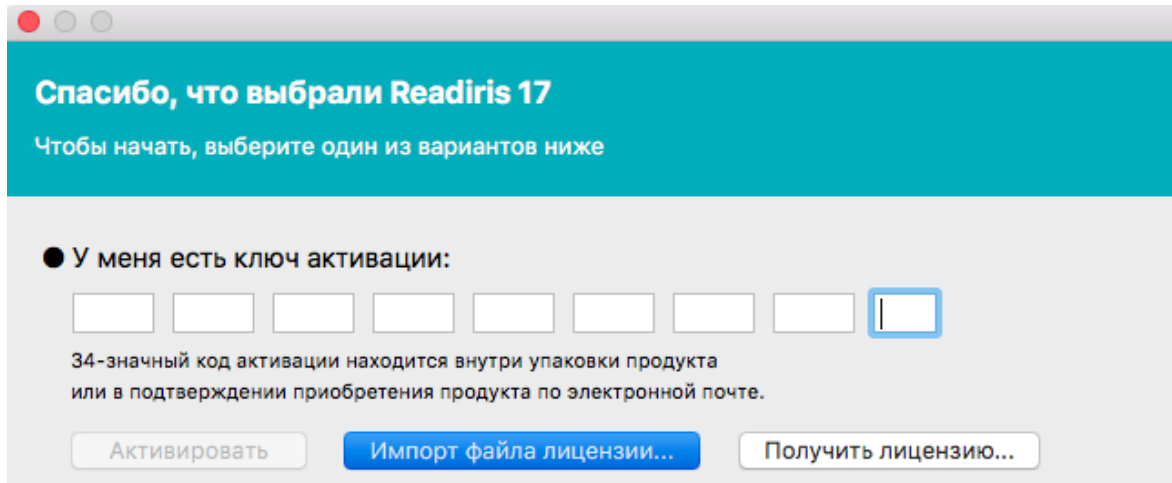 Спасибо, что выбрали Readiris 17
Чтобы начать, выберите один из вариантов ниже
У меня есть ключ активации:
34-значный код активации находится внутри упаковки продукта
или в подтверждении приобретения продукта по электронной почте.
Активировать
Импорт файла лицензии...
Получить лицензию...